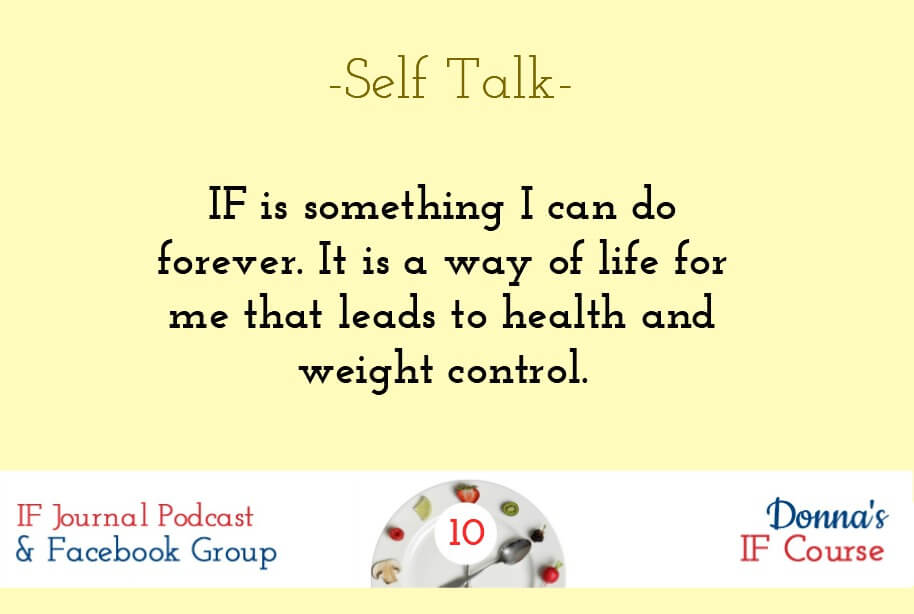 -Self Talk-
IF is something I can do
forever. It is a way of life for
me that leads to health and
weight control.
IF Journal Podcast
& Facebook Group
10
Donna's
IF Course